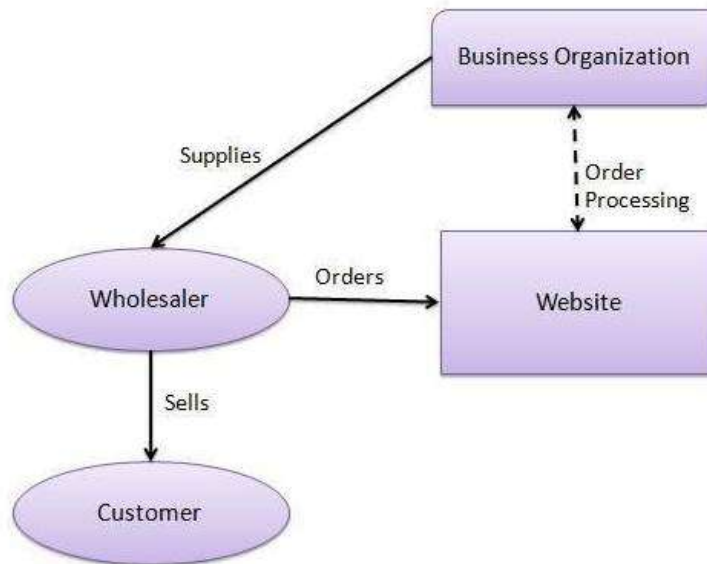 Business Organization
Supplies
Order
Processing
Wholesaler
Orders
Website
Sells
Customer